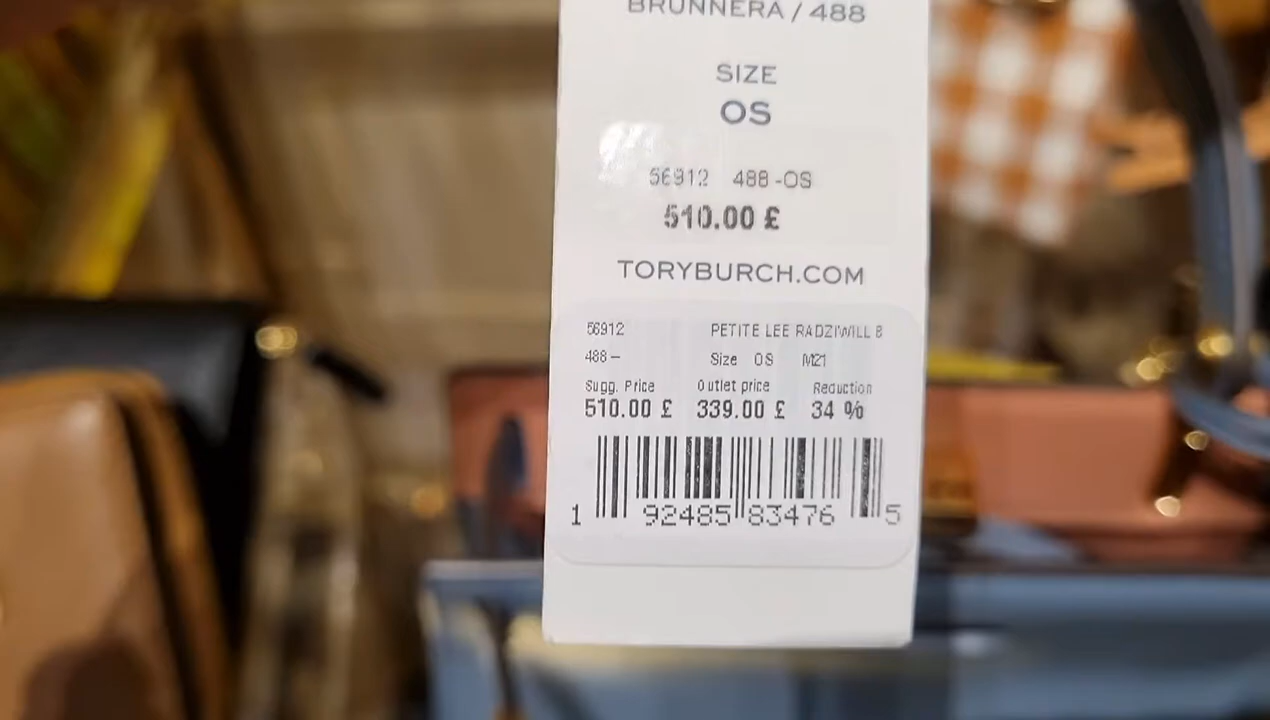 BRUNNERA / 488
SIZE
OS
56912 488-OS
510.00 £
TORYBURCH.COM
56912 PETITE LEE RADZIWILL B
488- Size OS M21
Sugg. Price Outlet price Reduction
510.00 £ 339.00 £ 34 %
1 92485 83476 5